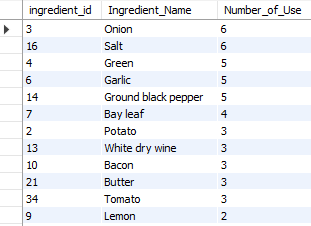 ingredient_id Ingredient_Name Number_of_Use
3 Onion 6
16 Salt 6
4 Green 5
6 Garlic 5
14 Ground black pepper 5
7 Bay leaf 4
2 Potato 3
13 White dry wine 3
10 Bacon 3
21 Butter 3
34 Tomato 3
9 Lemon 2